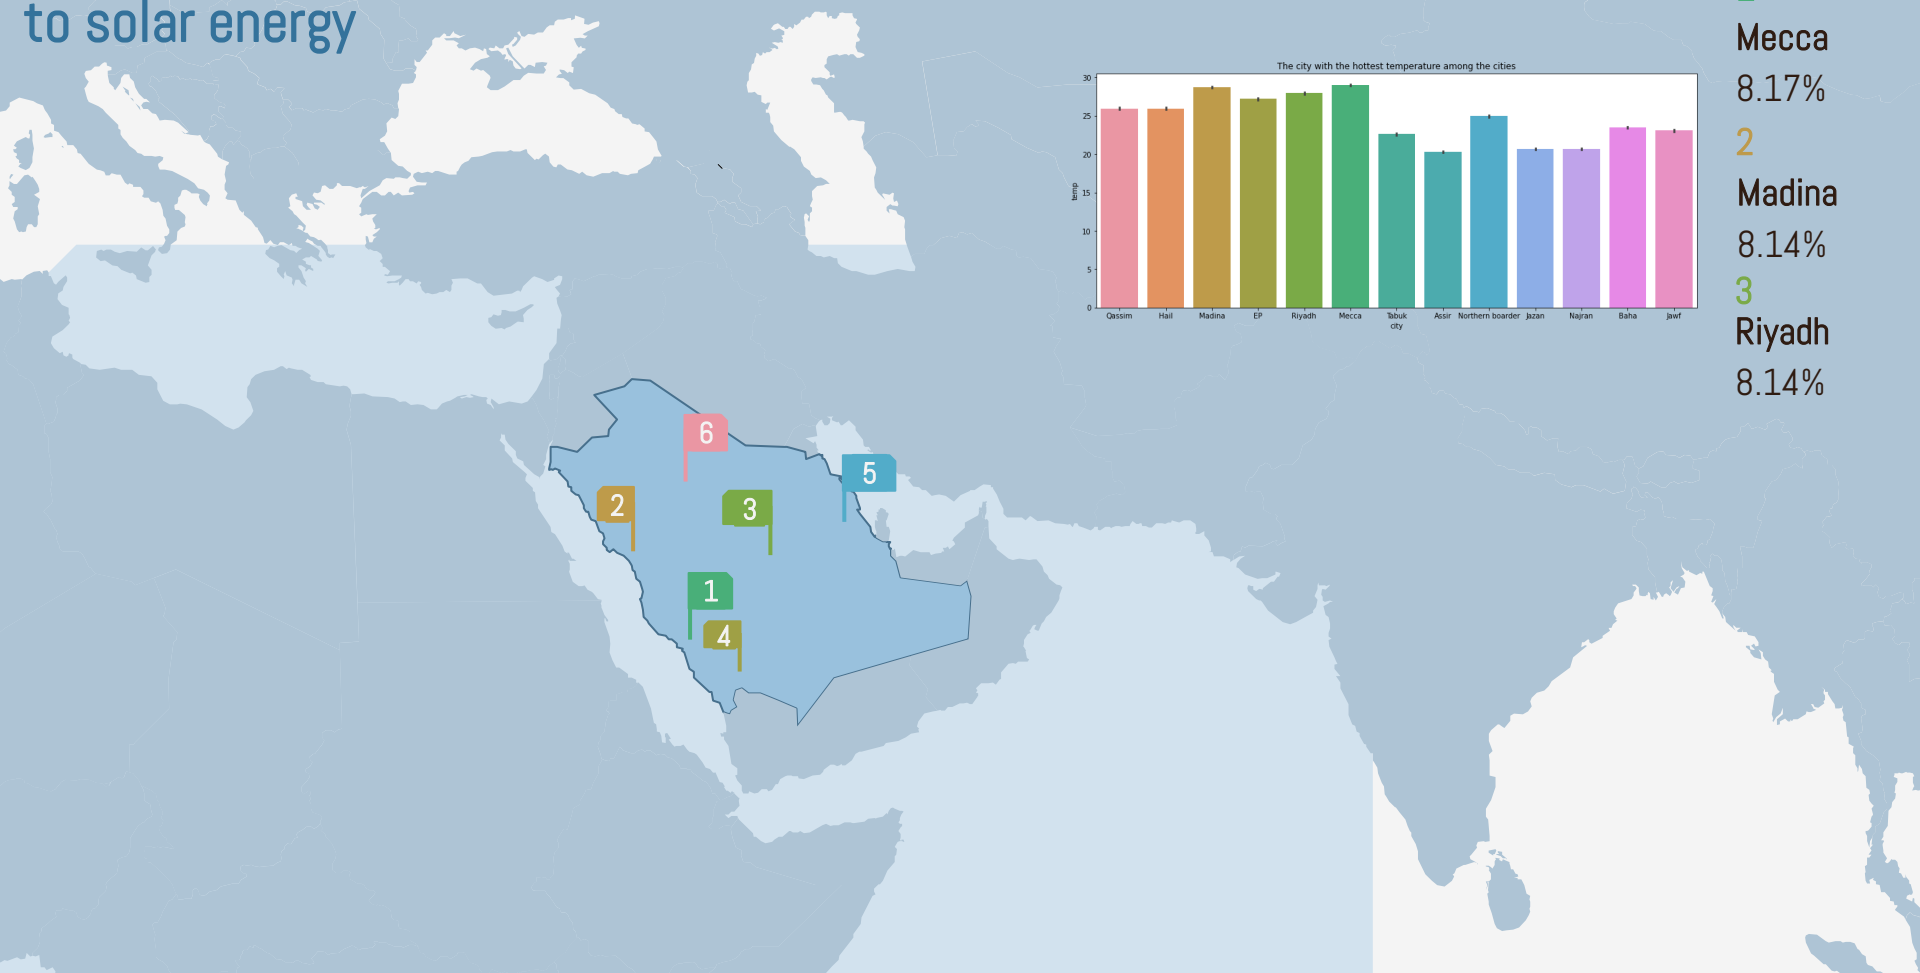 to solar energy
The city with the hottest temperature among the cities
30
25
20
15
10
5
0
temp
Qassim Hail Madina EP Riyadh Mecca Tabuk Assir Northern boarder Jazan Najran Baha Jawf
city
Mecca
8.17%
2
Madina
8.14%
3
Riyadh
8.14%
6
5
2
3
1
4